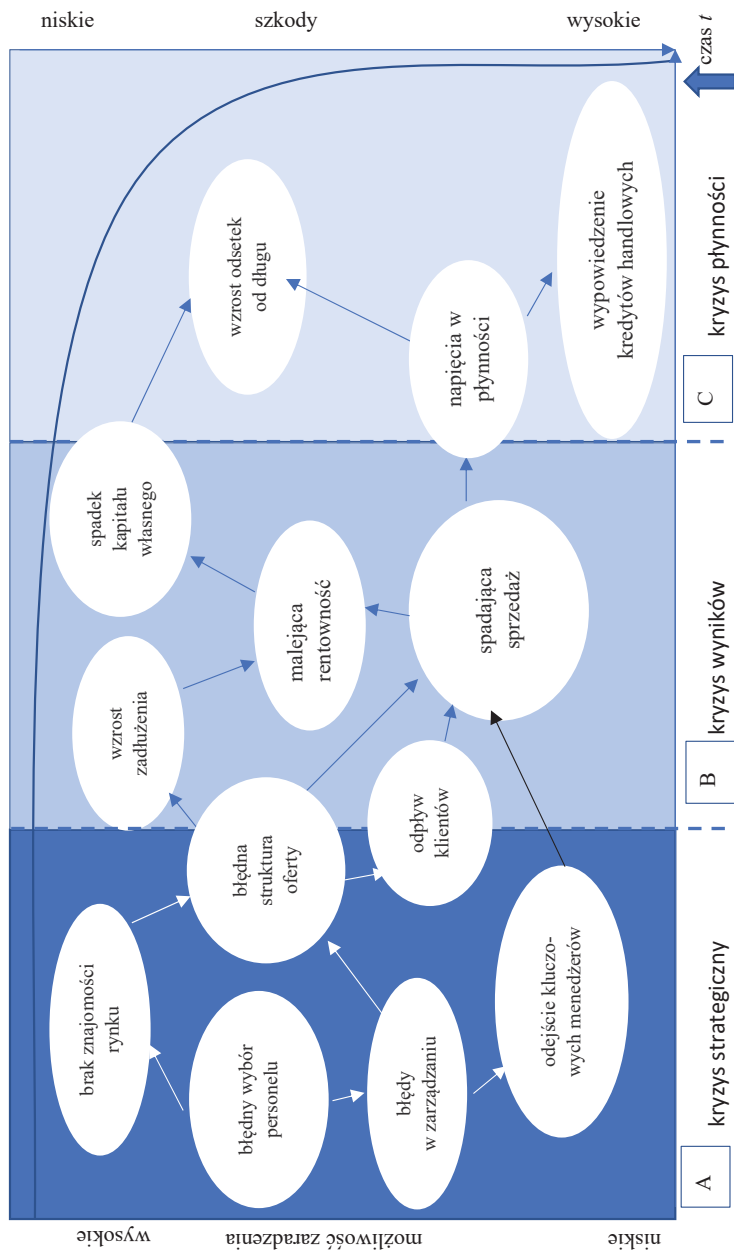 wysokie
możliwość zaradzenia
niskie
niskie
szkody
wysokie
czas t
brak znajomości
rynku
błędny wybór
personelu
błędy
w zarządzaniu
odejście kluczo-
wych menedżerów
błędna
struktura
oferty
odpływ
klientów
wzrost
zadłużenia
malejąca
rentowność
spadająca
sprzedaż
spadek
kapitału
własnego
wzrost odsetek
od długu
napięcia w
płynności
wypowiedzenie
kredytów handlowych
A
kryzys strategiczny
B
kryzys wyników
C
kryzys płynności